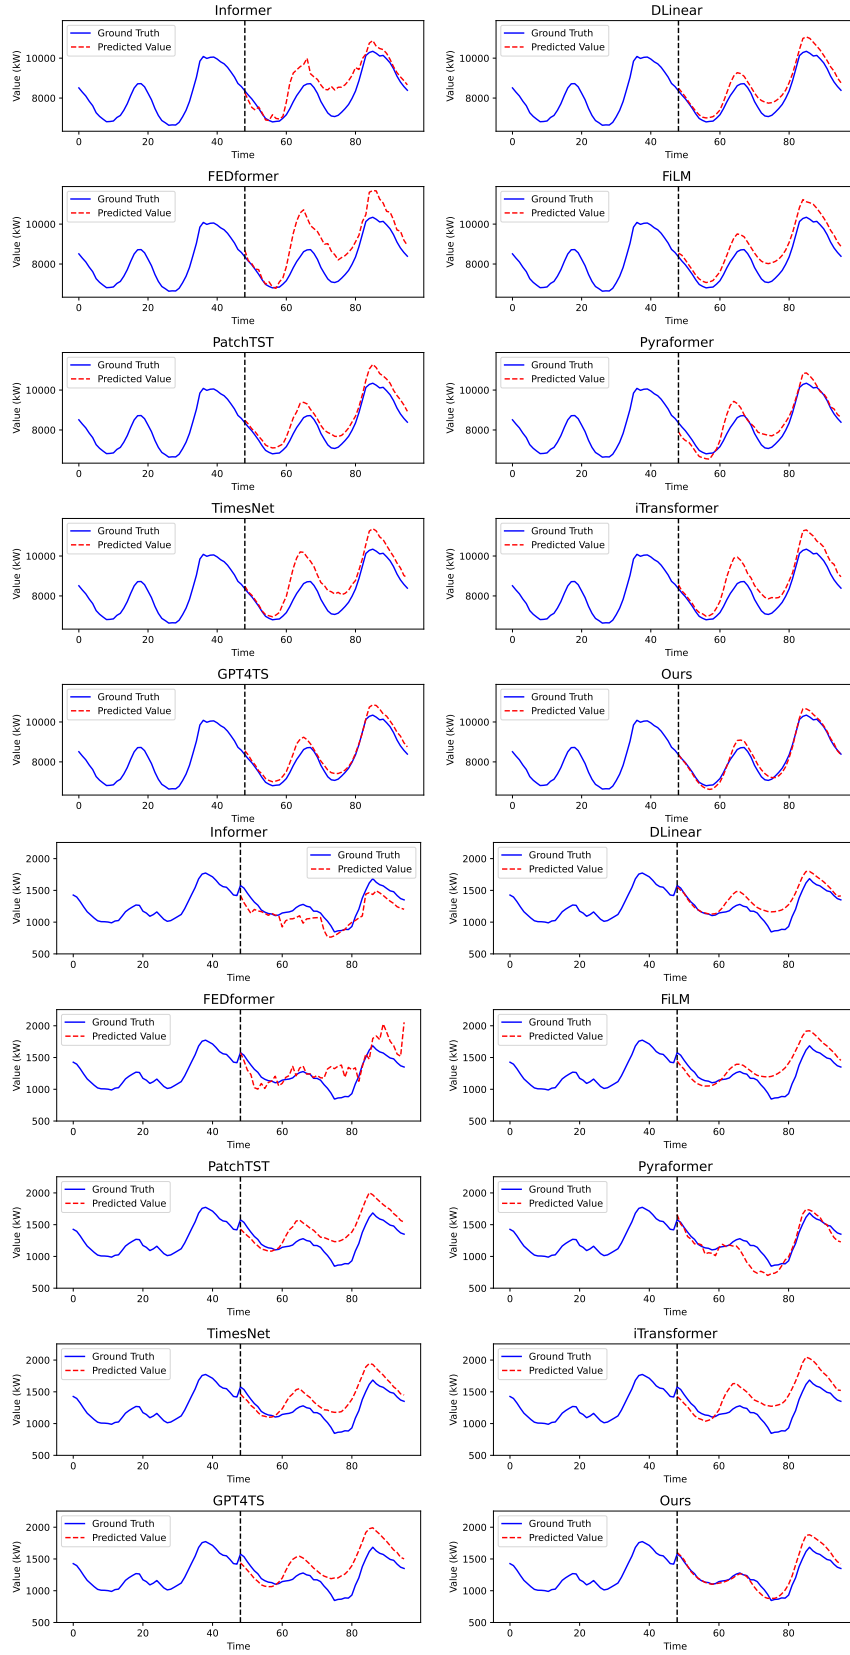 Informer
Ground Truth
Predicted Value
Value (kW)
10000
8000
0 20 40 60 80
Time
DLinear
Ground Truth
Predicted Value
Value (kW)
10000
8000
0 20 40 60 80
Time
FEDformer
Ground Truth
Predicted Value
Value (kW)
10000
8000
0 20 40 60 80
Time
FiLM
Ground Truth
Predicted Value
Value (kW)
10000
8000
0 20 40 60 80
Time
PatchTST
Ground Truth
Predicted Value
Value (kW)
10000
8000
0 20 40 60 80
Time
Pyraformer
Ground Truth
Predicted Value
Value (kW)
10000
8000
0 20 40 60 80
Time
TimesNet
Ground Truth
Predicted Value
Value (kW)
10000
8000
0 20 40 60 80
Time
iTransformer
Ground Truth
Predicted Value
Value (kW)
10000
8000
0 20 40 60 80
Time
GPT4TS
Ground Truth
Predicted Value
Value (kW)
10000
8000
0 20 40 60 80
Time
Ours
Ground Truth
Predicted Value
Value (kW)
10000
8000
0 20 40 60 80
Time
Informer
Ground Truth
Predicted Value
Value (kW)
2000
1500
1000
500
0 20 40 60 80
Time
DLinear
Ground Truth
Predicted Value
Value (kW)
2000
1500
1000
500
0 20 40 60 80
Time
FEDformer
Ground Truth
Predicted Value
Value (kW)
2000
1500
1000
500
0 20 40 60 80
Time
FiLM
Ground Truth
Predicted Value
Value (kW)
2000
1500
1000
500
0 20 40 60 80
Time
PatchTST
Ground Truth
Predicted Value
Value (kW)
2000
1500
1000
500
0 20 40 60 80
Time
Pyraformer
Ground Truth
Predicted Value
Value (kW)
2000
1500
1000
500
0 20 40 60 80
Time
TimesNet
Ground Truth
Predicted Value
Value (kW)
2000
1500
1000
500
0 20 40 60 80
Time
iTransformer
Ground Truth
Predicted Value
Value (kW)
2000
1500
1000
500
0 20 40 60 80
Time
GPT4TS
Ground Truth
Predicted Value
Value (kW)
2000
1500
1000
500
0 20 40 60 80
Time
Ours
Ground Truth
Predicted Value
Value (kW)
2000
1500
1000
500
0 20 40 60 80
Time